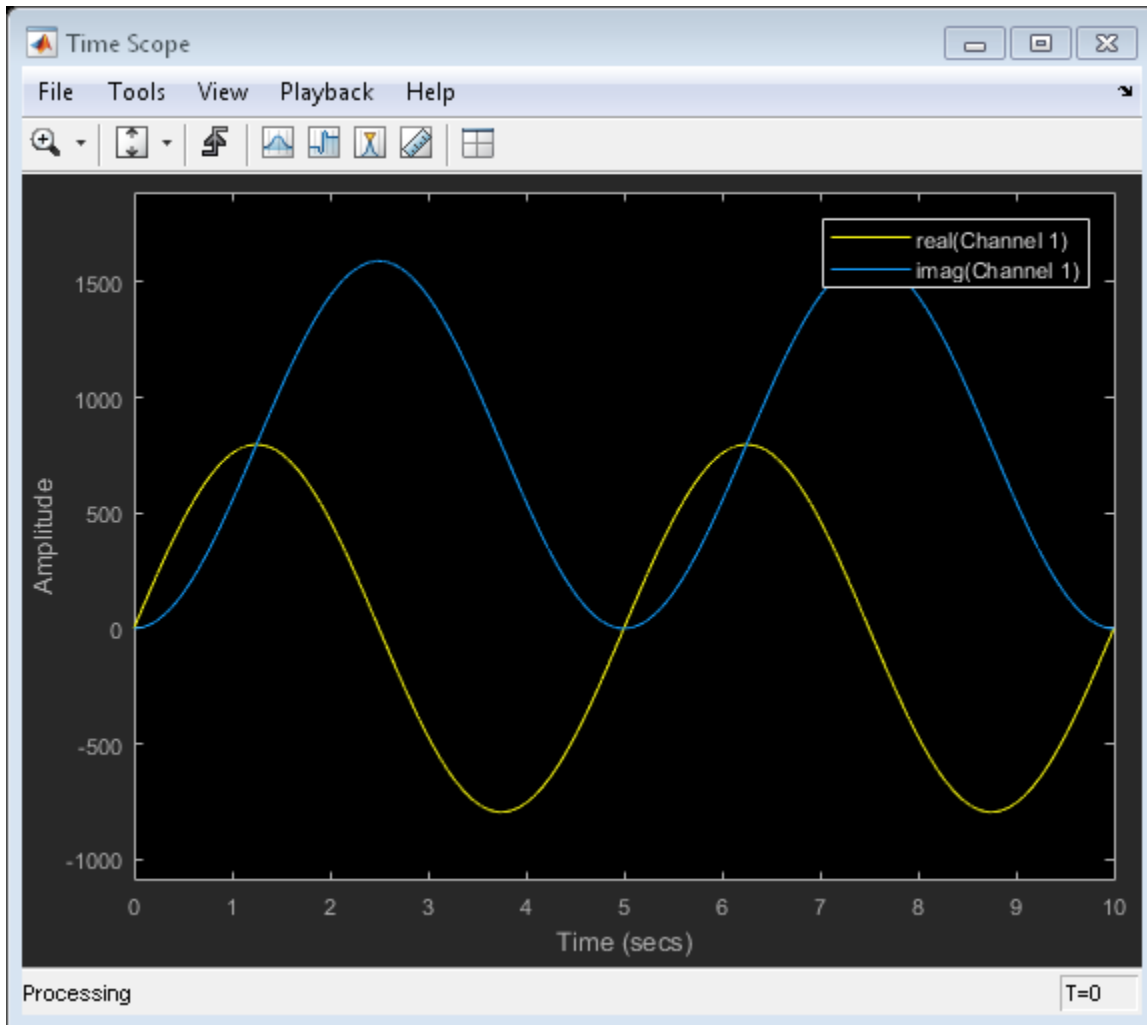 Time Scope
File Tools View Playback Help
real(Channel 1)
imag(Channel 1)
1500
1000
500
0
-500
-1000
Amplitude
0 1 2 3 4 5 6 7 8 9 10
Time (secs)
Processing T=0